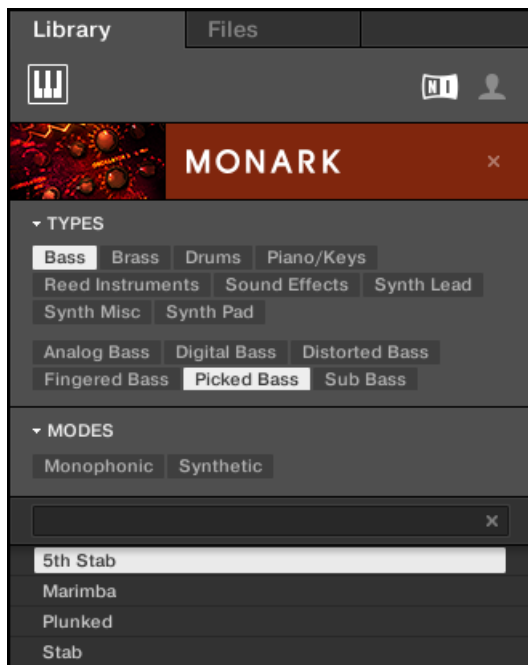 Library Files
NI
MONARK ×
TYPES
Bass Brass Drums Piano/Keys
Reed Instruments Sound Effects Synth Lead
Synth Misc Synth Pad
Analog Bass Digital Bass Distorted Bass
Fingered Bass Picked Bass Sub Bass
MODES
Monophonic Synthetic
×
5th Stab
Marimba
Plunked
Stab